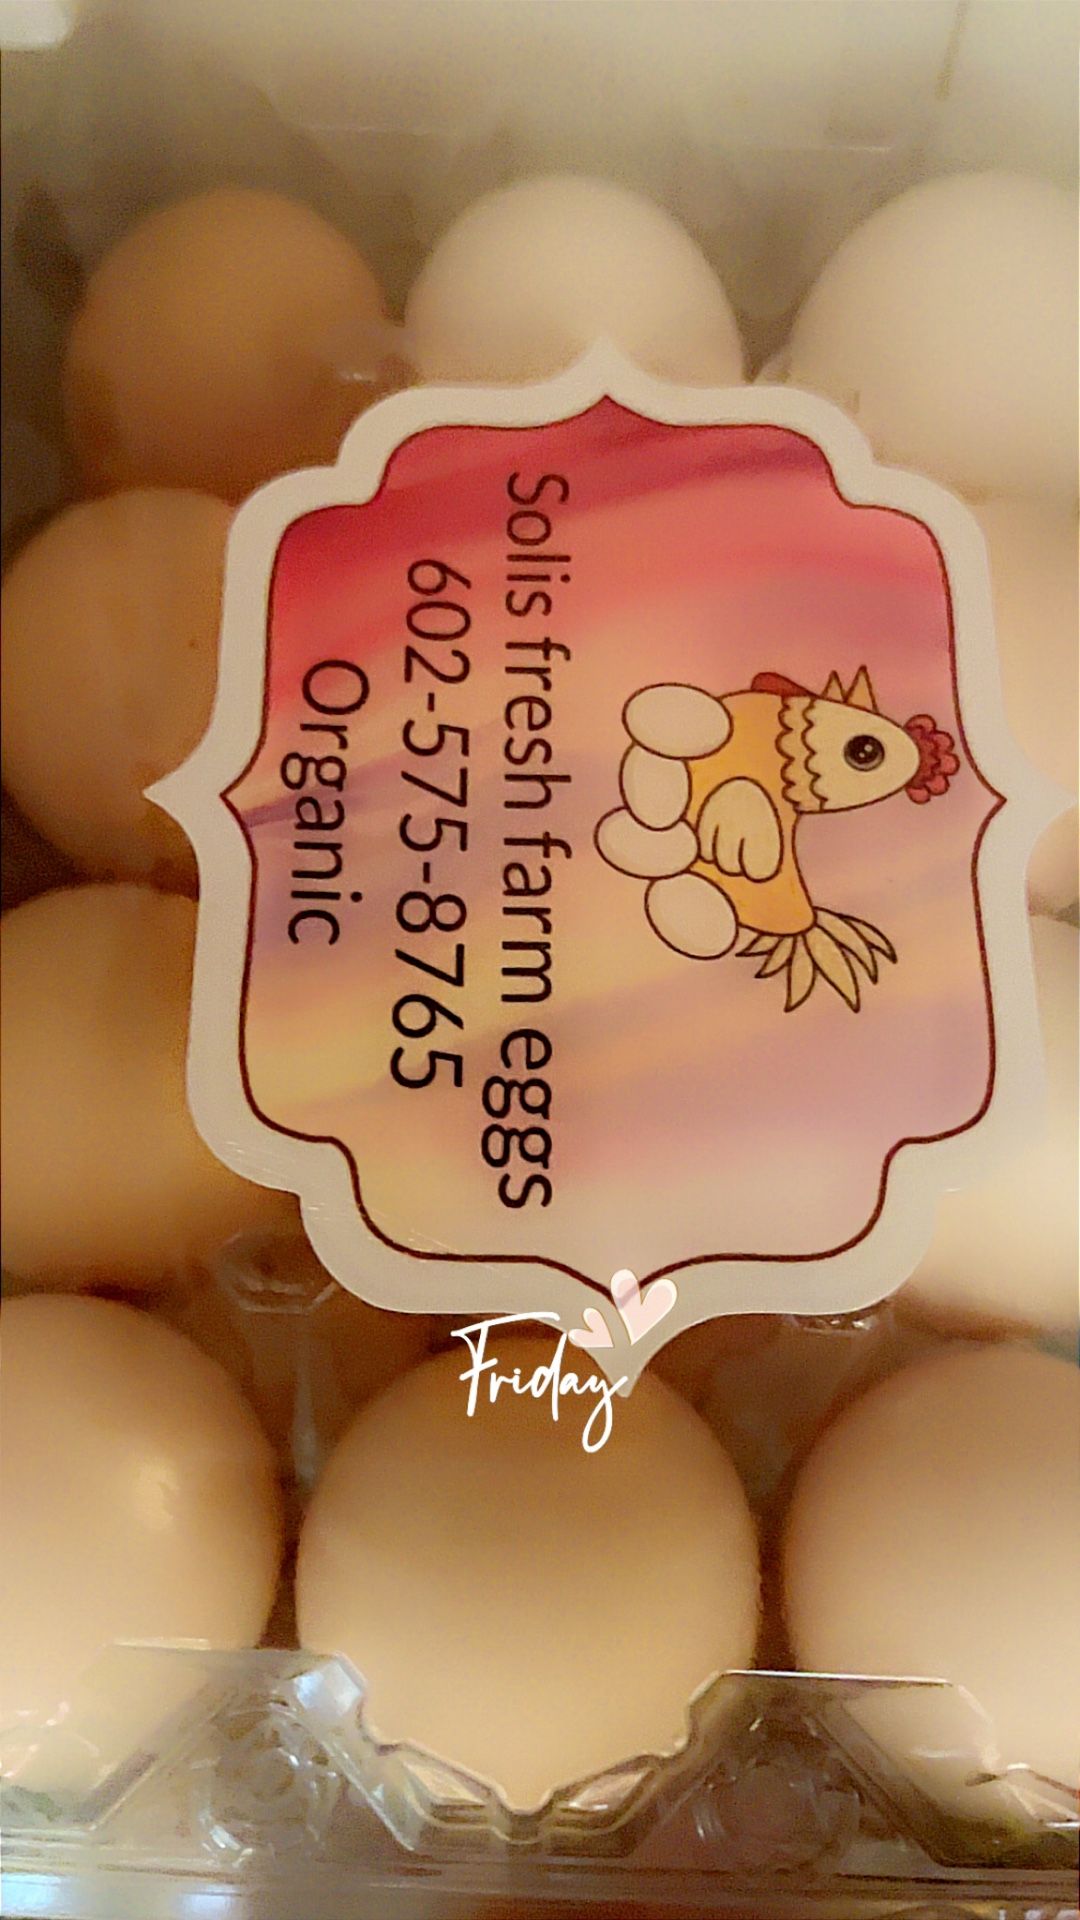 Solis fresh farm eggs
602-575-8765
Organic
Friday